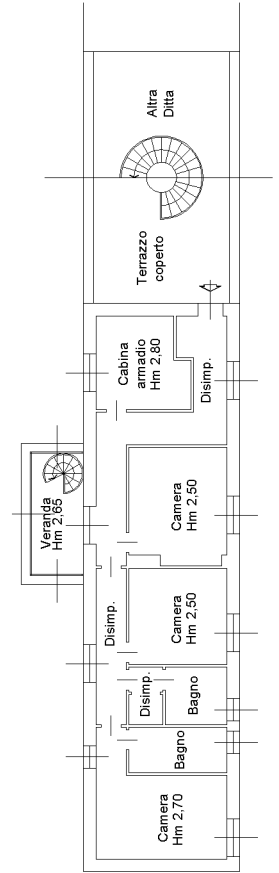 Altra
Ditta
Terrazzo
coperto
Cabina
armadio
Hm 2,80
Disimp.
Veranda
Hm 2,65
Camera
Hm 2,50
Disimp.
Camera
Hm 2,50
Disimp.
Bagno
Bagno
Camera
Hm 2,70